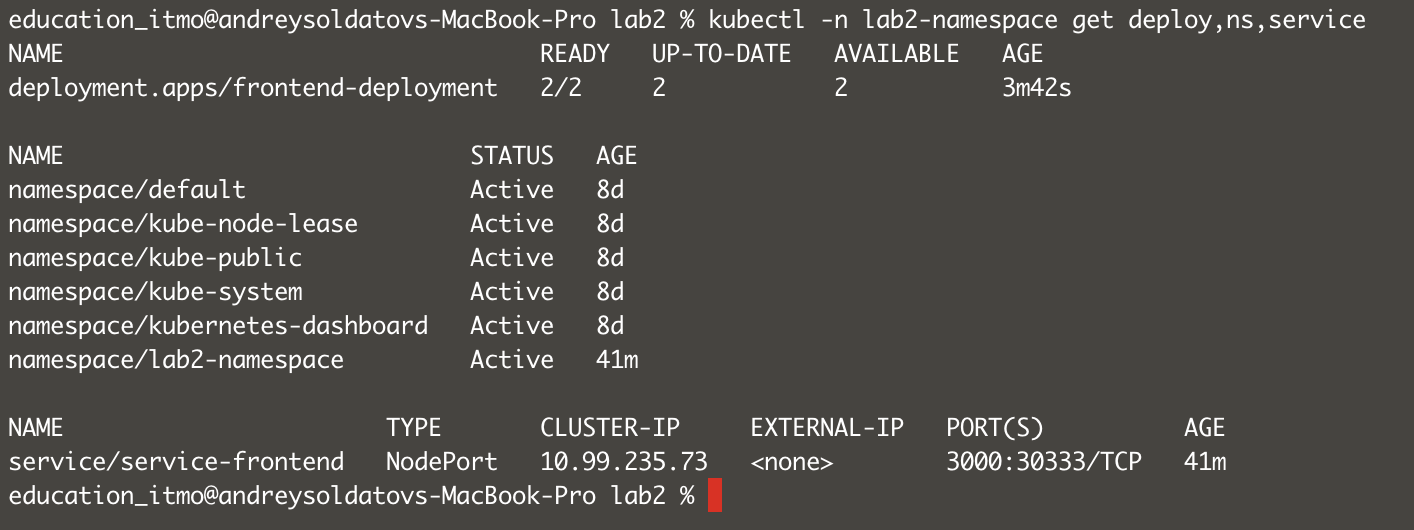 education_itmo@andreysoldatovs-MacBook-Pro lab2 % kubectl -n lab2-namespace get deploy,ns,service
NAME READY UP-TO-DATE AVAILABLE AGE
deployment.apps/frontend-deployment 2/2 2 2 3m42s
NAME STATUS AGE
namespace/default Active 8d
namespace/kube-node-lease Active 8d
namespace/kube-public Active 8d
namespace/kube-system Active 8d
namespace/kubernetes-dashboard Active 8d
namespace/lab2-namespace Active 41m
NAME TYPE CLUSTER-IP EXTERNAL-IP PORT(S) AGE
service/service-frontend NodePort 10.99.235.73 <none> 3000:30333/TCP 41m
education_itmo@andreysoldatovs-MacBook-Pro lab2 %